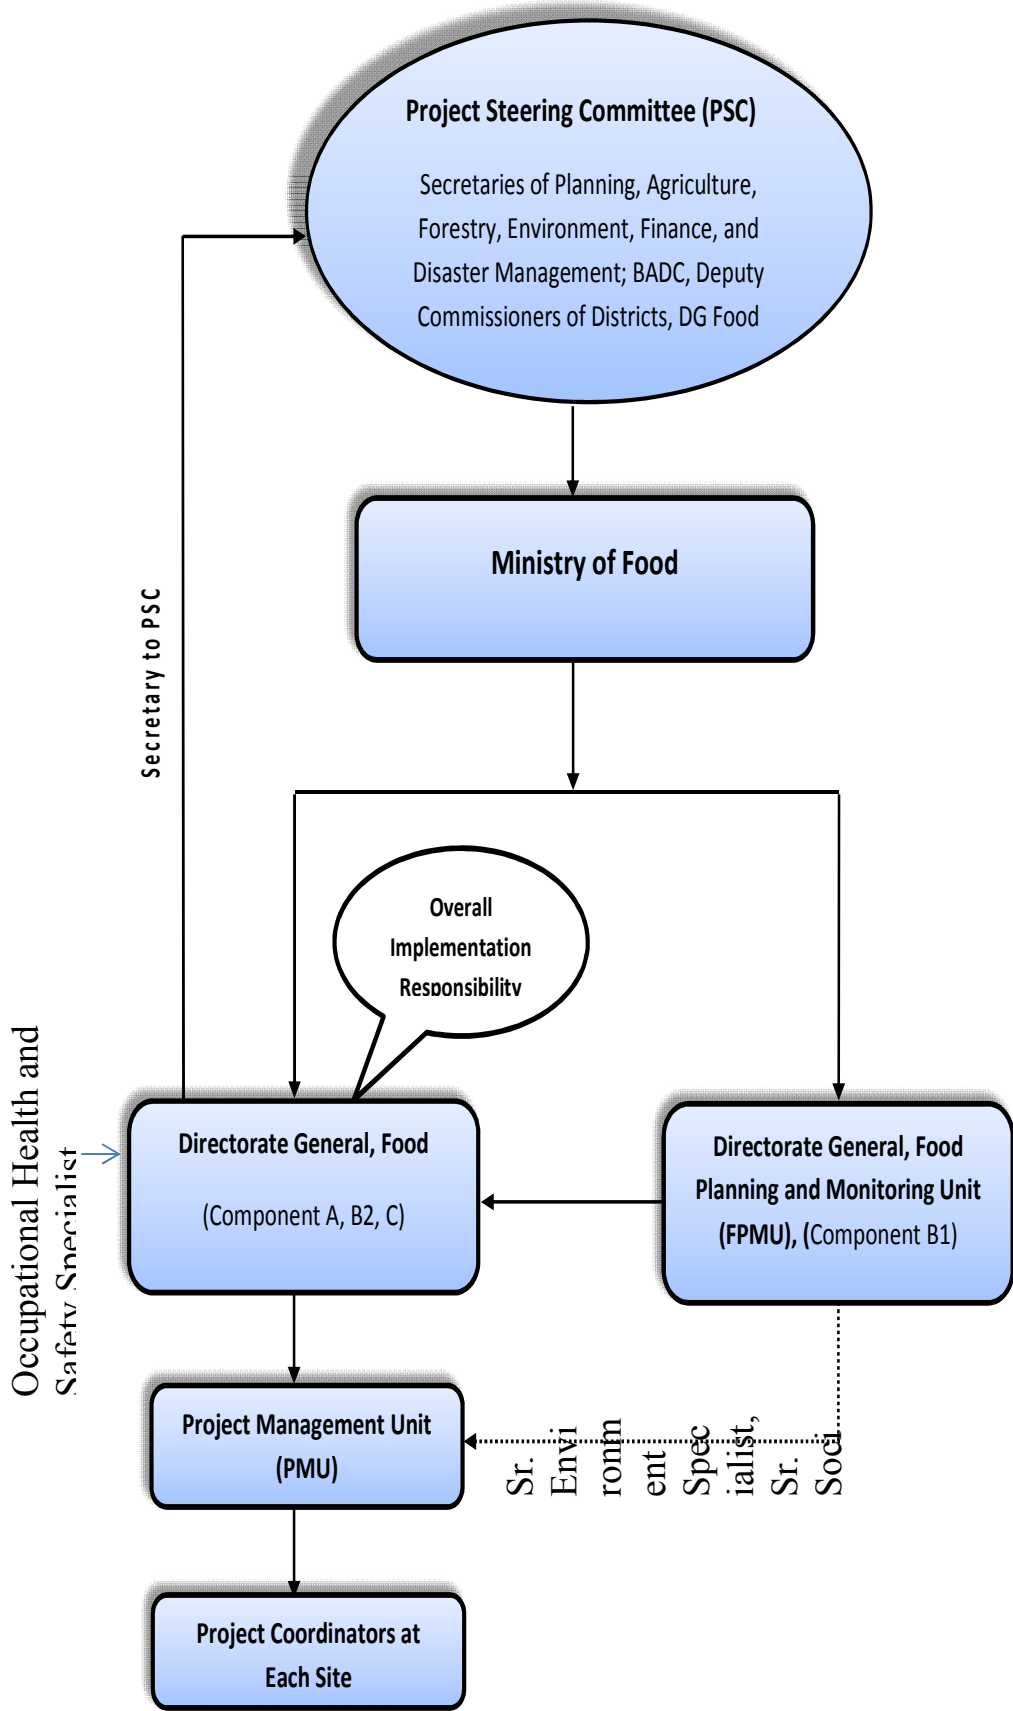 Project Steering Committee (PSC)
Secretaries of Planning, Agriculture,
Forestry, Environment, Finance, and
Disaster Management; BADC, Deputy
Commissioners of Districts, DG Food
Ministry of Food
Secretary to PSC
Overall
Implementation
Responsibility
Occupational Health and
Safety Specialist
Directorate General, Food
(Component A, B2, C)
Directorate General, Food
Planning and Monitoring Unit
(FPMU), (Component B1)
Project Management Unit
(PMU)
Sr.
Envi
ronm
ent
Spec
ialist,
Sr.
Soci
Project Coordinators at
Each Site